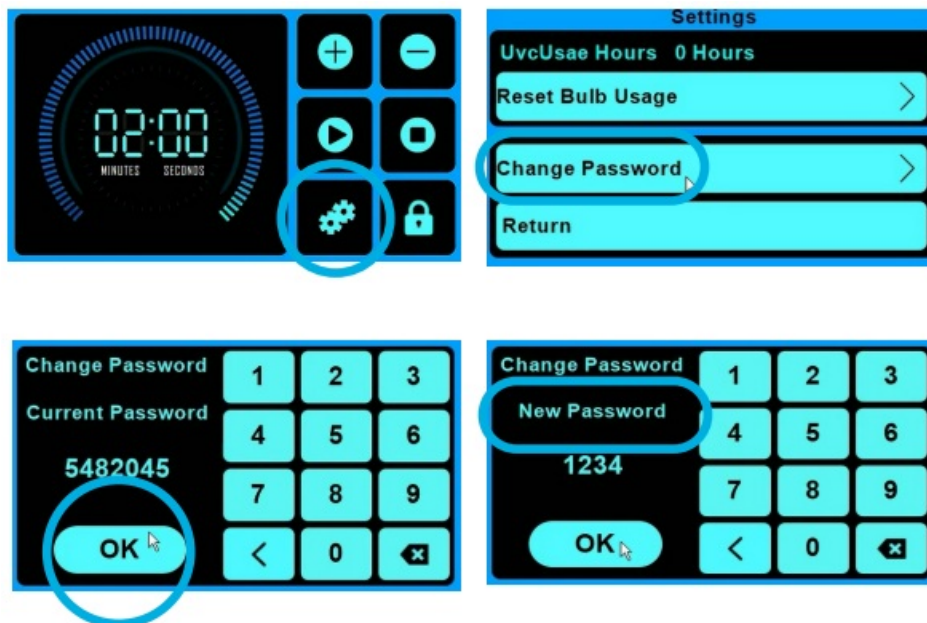 02:00
MINUTES SECONDS
Settings
UvcUsae Hours 0 Hours
Reset Bulb Usage
Change Password
Return
Change Password
Current Password
5482045
OK
1 2 3
4 5 6
7 8 9
< 0
Change Password
New Password
1234
OK
1 2 3
4 5 6
7 8 9
< 0